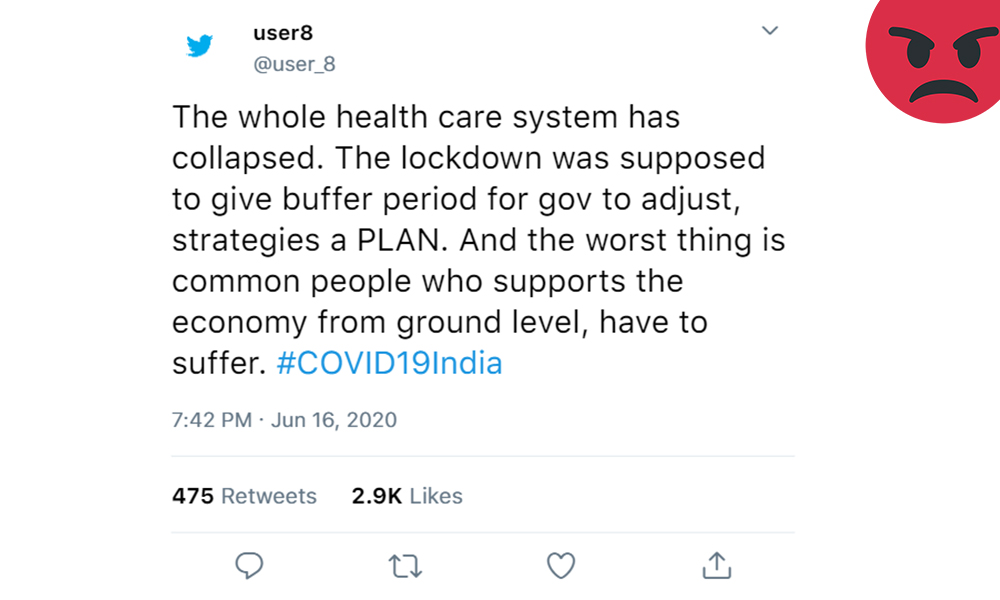 user8
@user_8
The whole health care system has
collapsed. The lockdown was supposed
to give buffer period for gov to adjust,
strategies a PLAN. And the worst thing is
common people who supports the
economy from ground level, have to
suffer. #COVID19India
7:42 PM · Jun 16, 2020
475 Retweets 2.9K Likes